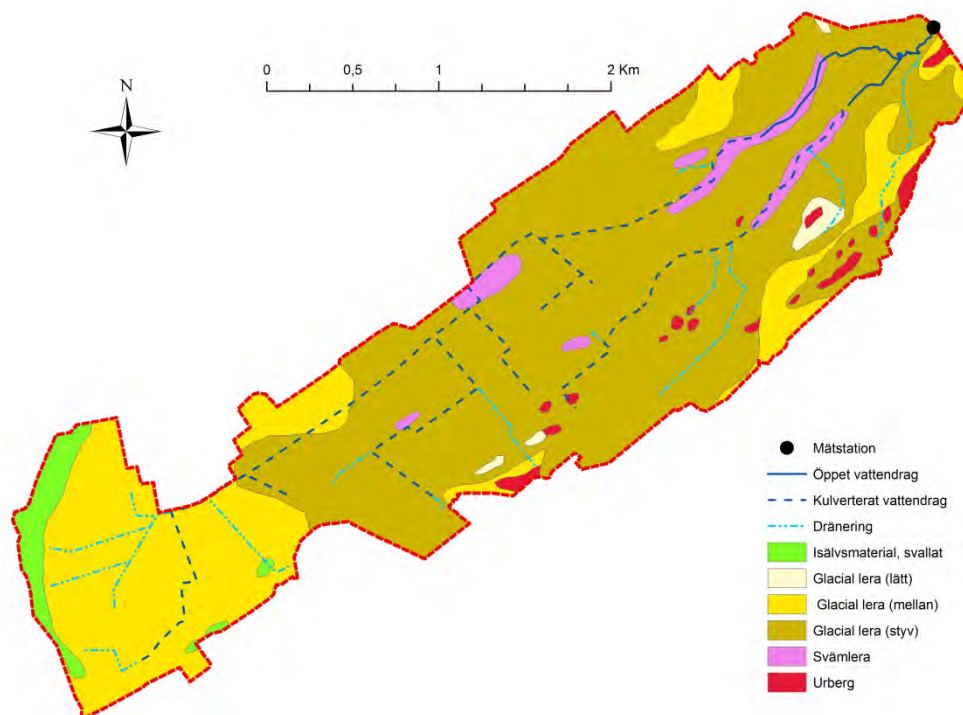 0 0,5 1 2 Km
N
Mätstation
Öppet vattendrag
Kulverterat vattendrag
Dränering
Isälvsmaterial, svallat
Glacial lera (lätt)
Glacial lera (mellan)
Glacial lera (styv)
Svämlera
Urberg